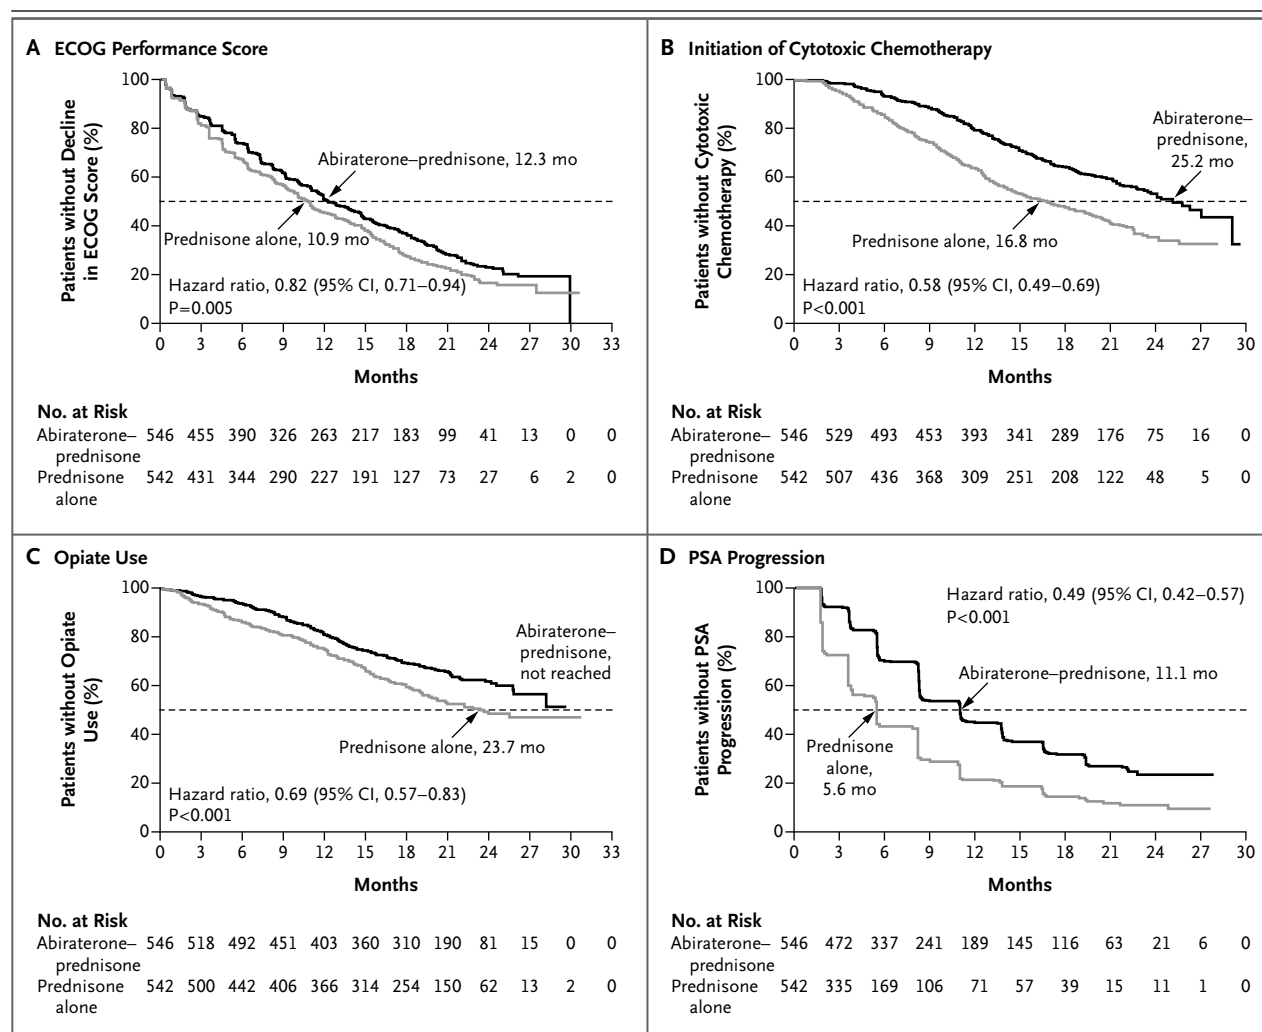 A ECOG Performance Score
Patients without Decline
in ECOG Score (%)
100
80
60
40
20
0
Abiraterone–prednisone, 12.3 mo
Prednisone alone, 10.9 mo
Hazard ratio, 0.82 (95% CI, 0.71–0.94)
P=0.005
0 3 6 9 12 15 18 21 24 27 30 33
Months
No. at Risk
Abiraterone– 546 455 390 326 263 217 183 99 41 13 0 0
prednisone
Prednisone 542 431 344 290 227 191 127 73 27 6 2 0
alone
B Initiation of Cytotoxic Chemotherapy
Patients without Cytotoxic
Chemotherapy (%)
100
80
60
40
20
0
Abiraterone–
prednisone,
25.2 mo
Prednisone alone, 16.8 mo
Hazard ratio, 0.58 (95% CI, 0.49–0.69)
P<0.001
0 3 6 9 12 15 18 21 24 27 30
Months
No. at Risk
Abiraterone– 546 529 493 453 393 341 289 176 75 16 0
prednisone
Prednisone 542 507 436 368 309 251 208 122 48 5 0
alone
C Opiate Use
Patients without Opiate
Use (%)
100
80
60
40
20
0
Abiraterone–
prednisone,
not reached
Prednisone alone, 23.7 mo
Hazard ratio, 0.69 (95% CI, 0.57–0.83)
P<0.001
0 3 6 9 12 15 18 21 24 27 30 33
Months
No. at Risk
Abiraterone– 546 518 492 451 403 360 310 190 81 15 0 0
prednisone
Prednisone 542 500 442 406 366 314 254 150 62 13 2 0
alone
D PSA Progression
Patients without PSA
Progression (%)
100
80
60
40
20
0
Hazard ratio, 0.49 (95% CI, 0.42–0.57)
P<0.001
Abiraterone–prednisone, 11.1 mo
Prednisone
alone,
5.6 mo
0 3 6 9 12 15 18 21 24 27 30
Months
No. at Risk
Abiraterone– 546 472 337 241 189 145 116 63 21 6 0
prednisone
Prednisone 542 335 169 106 71 57 39 15 11 1 0
alone